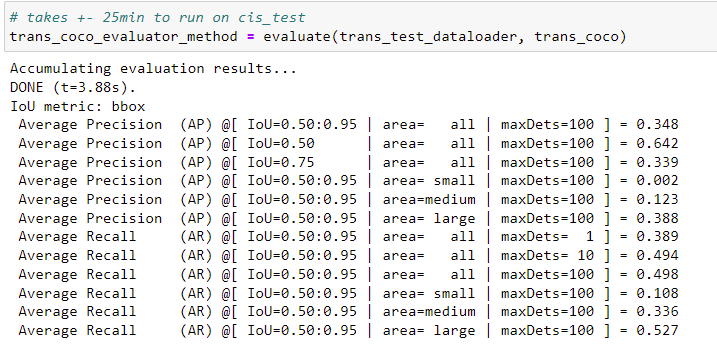 # takes +- 25min to run on cis_test
trans_coco_evaluator_method = evaluate(trans_test_dataloader, trans_coco)
Accumulating evaluation results...
DONE (t=3.88s).
IoU metric: bbox
 Average Precision  (AP) @[ IoU=0.50:0.95 | area=   all | maxDets=100 ] = 0.348
 Average Precision  (AP) @[ IoU=0.50      | area=   all | maxDets=100 ] = 0.642
 Average Precision  (AP) @[ IoU=0.75      | area=   all | maxDets=100 ] = 0.339
 Average Precision  (AP) @[ IoU=0.50:0.95 | area= small | maxDets=100 ] = 0.002
 Average Precision  (AP) @[ IoU=0.50:0.95 | area=medium | maxDets=100 ] = 0.123
 Average Precision  (AP) @[ IoU=0.50:0.95 | area= large | maxDets=100 ] = 0.388
 Average Recall     (AR) @[ IoU=0.50:0.95 | area=   all | maxDets=  1 ] = 0.389
 Average Recall     (AR) @[ IoU=0.50:0.95 | area=   all | maxDets= 10 ] = 0.494
 Average Recall     (AR) @[ IoU=0.50:0.95 | area=   all | maxDets=100 ] = 0.498
 Average Recall     (AR) @[ IoU=0.50:0.95 | area= small | maxDets=100 ] = 0.108
 Average Recall     (AR) @[ IoU=0.50:0.95 | area=medium | maxDets=100 ] = 0.336
 Average Recall     (AR) @[ IoU=0.50:0.95 | area= large | maxDets=100 ] = 0.527